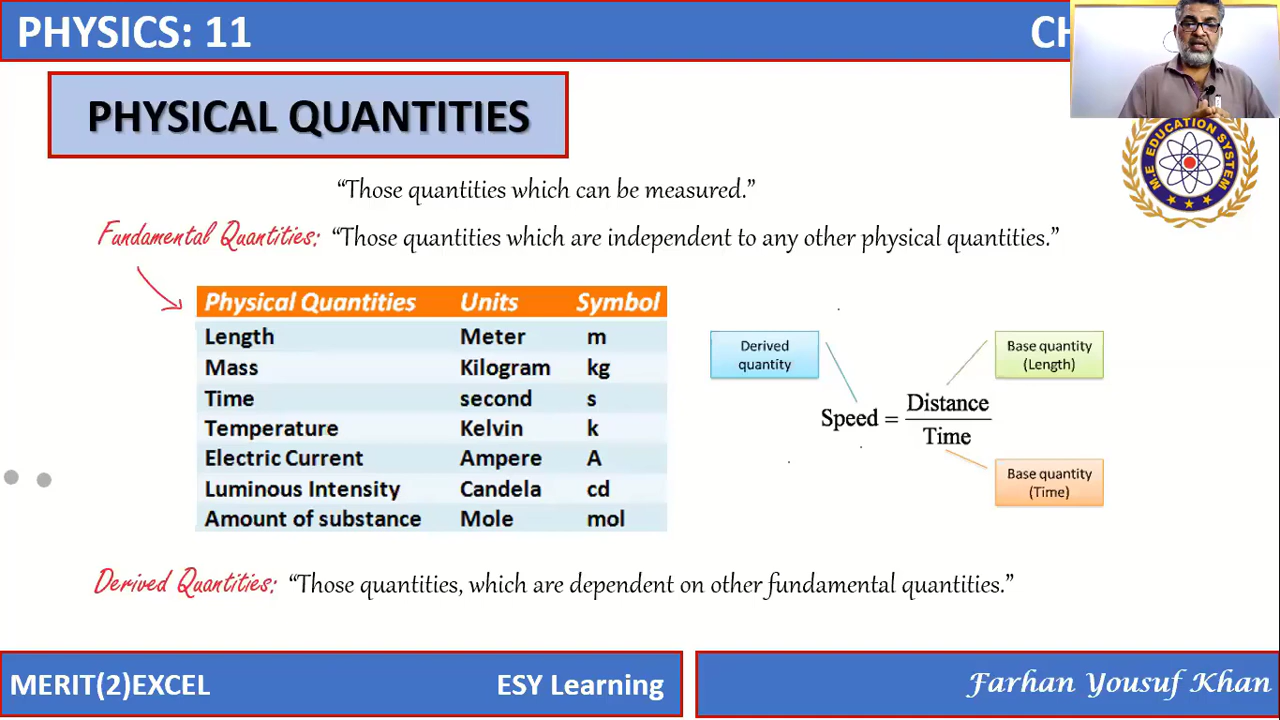 PHYSICS: 11
CH
PHYSICAL QUANTITIES
M.E EDUCATION SYSTEM
“Those quantities which can be measured.”
Fundamental Quantities: “Those quantities which are independent to any other physical quantities.”
Physical Quantities Units Symbol
Length Meter m
Mass Kilogram kg
Time second s
Temperature Kelvin k
Electric Current Ampere A
Luminous Intensity Candela cd
Amount of substance Mole mol
Derived
quantity
Base quantity
(Length)
Speed = Distance
Time
Base quantity
(Time)
Derived Quantities: “Those quantities, which are dependent on other fundamental quantities.”
MERIT(2)EXCEL ESY Learning Farhan Yousuf Khan